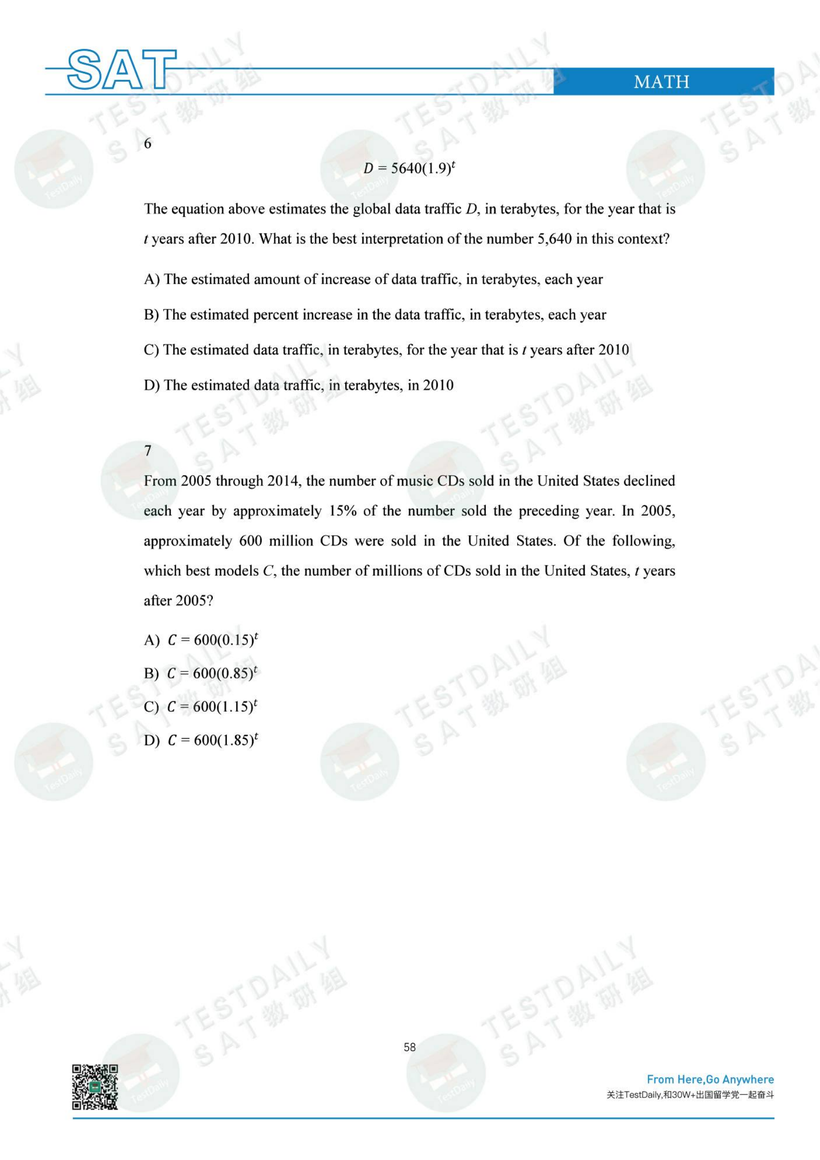 SAT
MATH
6
D = 5640(1.9)^t
The equation above estimates the global data traffic D, in terabytes, for the year that is
t years after 2010. What is the best interpretation of the number 5,640 in this context?
A) The estimated amount of increase of data traffic, in terabytes, each year
B) The estimated percent increase in the data traffic, in terabytes, each year
C) The estimated data traffic, in terabytes, for the year that is t years after 2010
D) The estimated data traffic, in terabytes, in 2010
7
From 2005 through 2014, the number of music CDs sold in the United States declined
each year by approximately 15% of the number sold the preceding year. In 2005,
approximately 600 million CDs were sold in the United States. Of the following,
which best models C, the number of millions of CDs sold in the United States, t years
after 2005?
A) C = 600(0.15)^t
B) C = 600(0.85)^t
C) C = 600(1.15)^t
D) C = 600(1.85)^t
TESTDAILY
SAT教研组
TestDaily
58
From Here,Go Anywhere
关注TestDaily,和30W+出国留学党一起奋斗